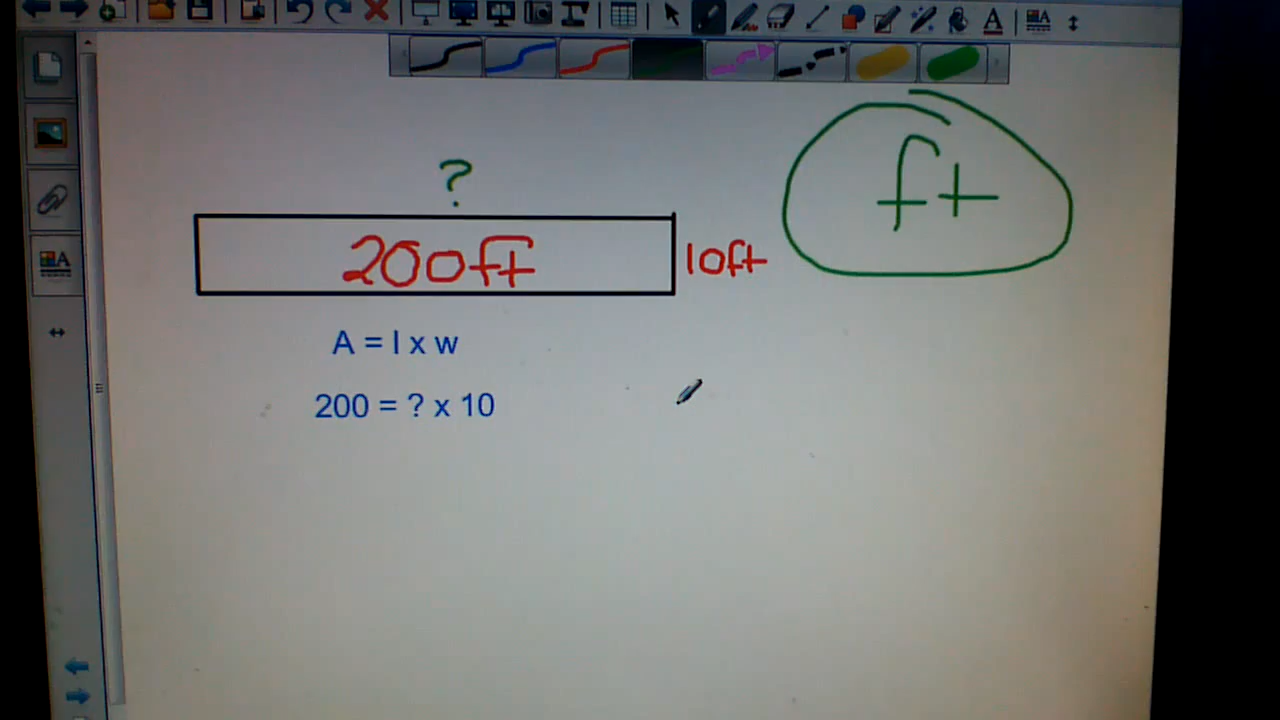 ft
?
200ft
10ft
A = l x w
200 = ? x 10